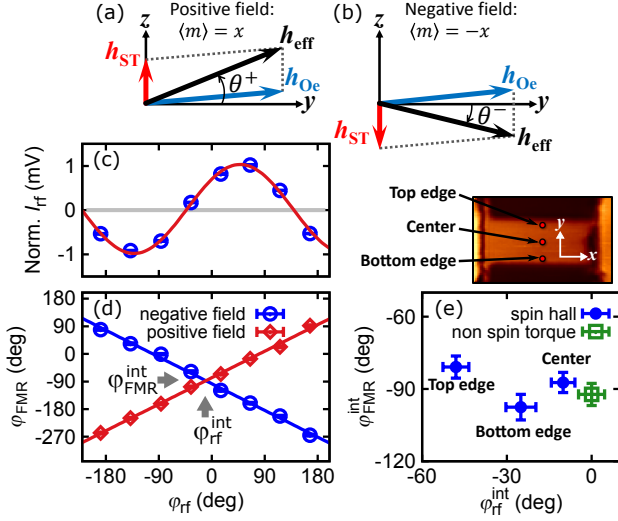 (a)
Positive field:
⟨m⟩ = x
z
h_ST
h_eff
h_Oe
θ⁺
y
(b)
Negative field:
⟨m⟩ = −x
z
h_Oe
y
θ⁻
h_ST
h_eff
(c)
Norm. I_rf (mV)
1
0
-1
Top edge
Center
Bottom edge
y
x
(d)
negative field
positive field
φ_FMR (deg)
180
90
0
-90
-180
-270
φ_FMR^int
φ_rf^int
-180
-90
0
90
180
φ_rf (deg)
(e)
spin hall
non spin torque
φ_FMR^int (deg)
-60
-90
-120
Top edge
Center
Bottom edge
-60
-30
0
φ_rf^int (deg)